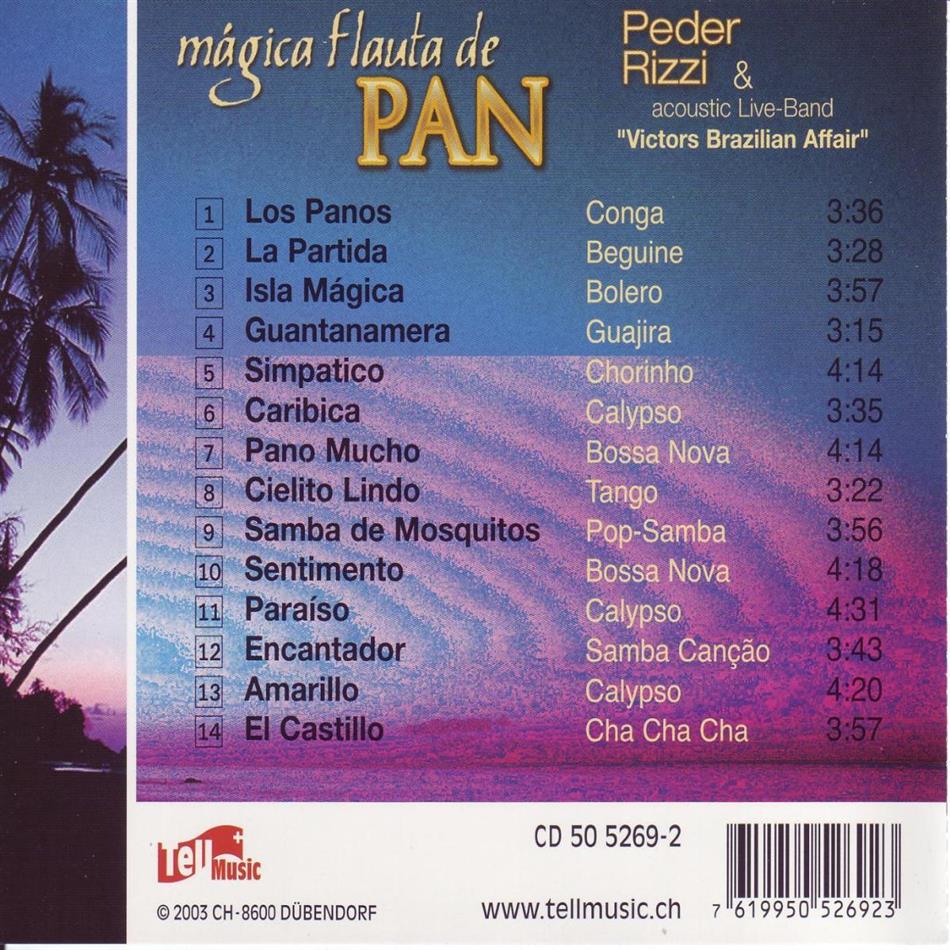 mágica flauta de
PAN
Peder
Rizzi &
acoustic Live-Band
"Victors Brazilian Affair"
1 Los Panos Conga 3:36
2 La Partida Beguine 3:28
3 Isla Mágica Bolero 3:57
4 Guantanamera Guajira 3:15
5 Simpatico Chorinho 4:14
6 Caribica Calypso 3:35
7 Pano Mucho Bossa Nova 4:14
8 Cielito Lindo Tango 3:22
9 Samba de Mosquitos Pop-Samba 3:56
10 Sentimento Bossa Nova 4:18
11 Paraíso Calypso 4:31
12 Encantador Samba Canção 3:43
13 Amarillo Calypso 4:20
14 El Castillo Cha Cha Cha 3:57
Tell Music
CD 50 5269-2
© 2003 CH-8600 DÜBENDORF
www.tellmusic.ch
7 619950 526923